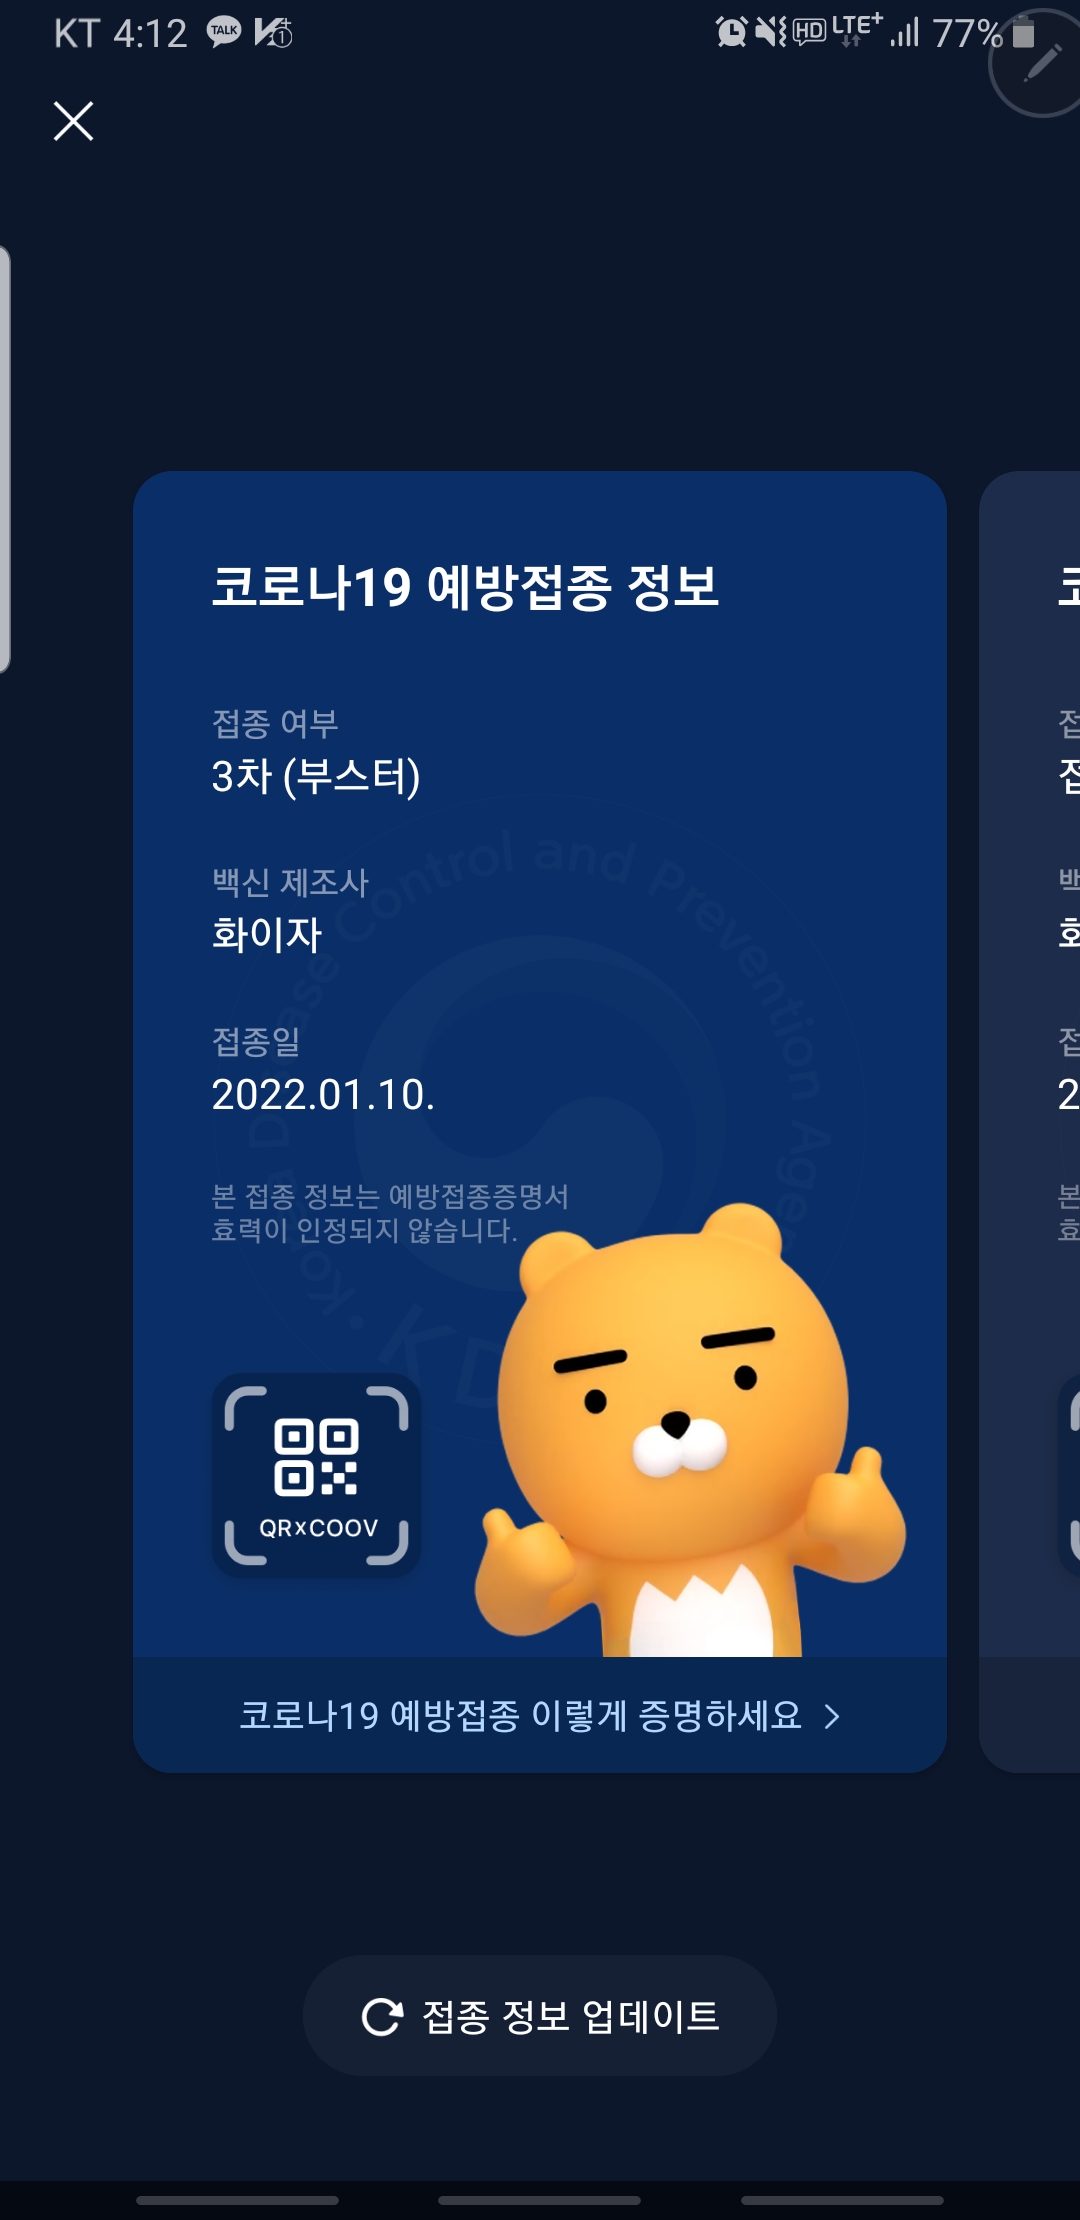 KT 4:12 TALK HD LTE+ 77%
코로나19 예방접종 정보
접종 여부
3차 (부스터)
백신 제조사
화이자
접종일
2022.01.10.
본 접종 정보는 예방접종증명서
효력이 인정되지 않습니다.
Disease Control and Prevention
QRxCOOV
코로나19 예방접종 이렇게 증명하세요 >
접종 정보 업데이트